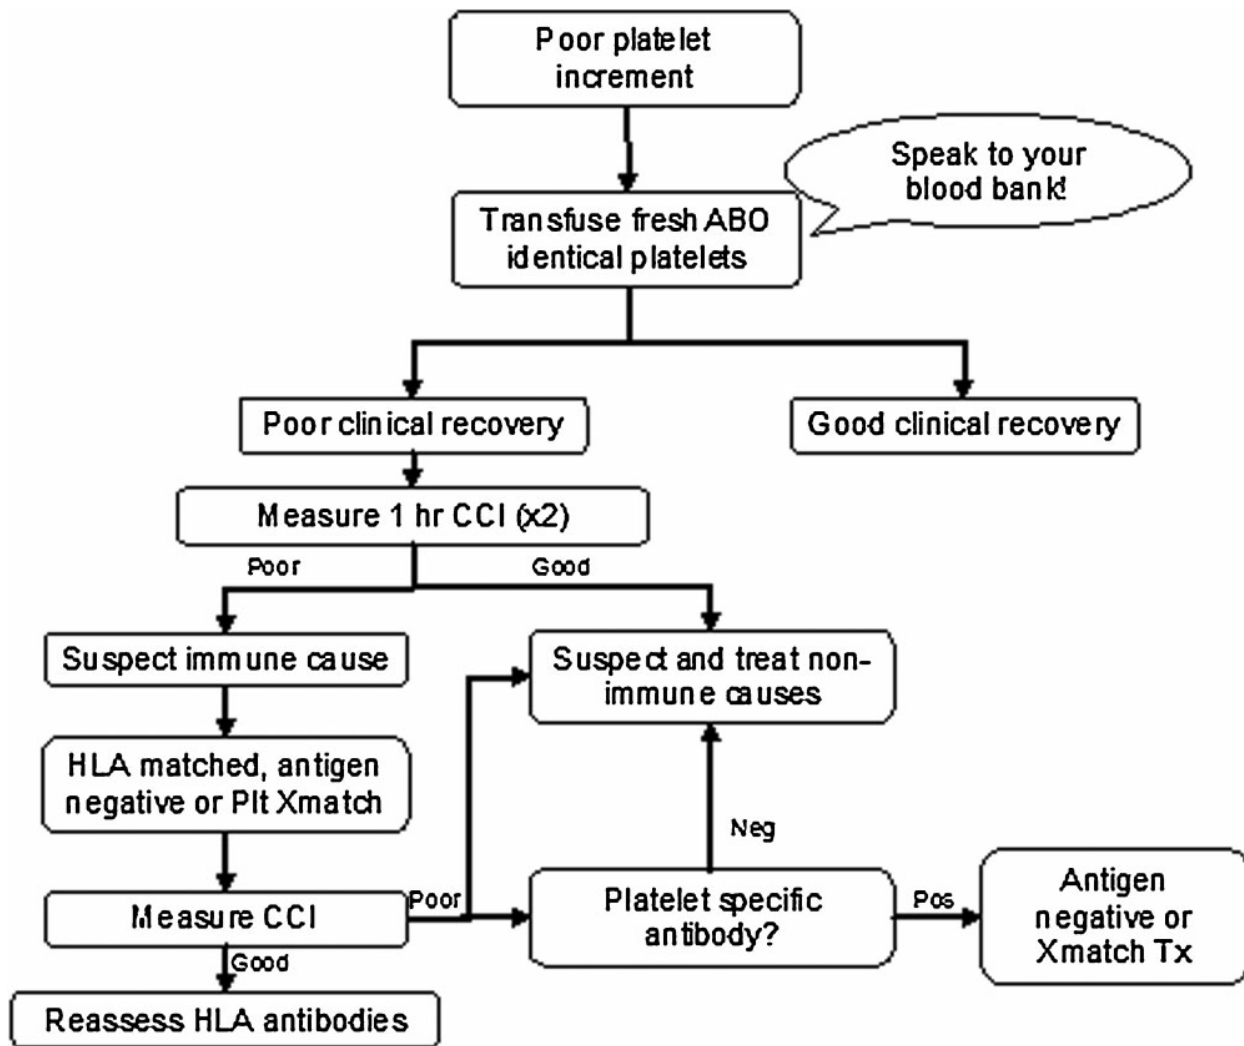 Poor platelet
increment
Speak to your
blood bank!
Transfuse fresh ABO
identical platelets
Poor clinical recovery
Good clinical recovery
Measure 1 hr CCI (x2)
Poor
Good
Suspect immune cause
Suspect and treat non-
immune causes
HLA matched, antigen
negative or Plt Xmatch
Neg
Measure CCI
Poor
Platelet specific
antibody?
Pos
Antigen
negative or
Xmatch Tx
Good
Reassess HLA antibodies